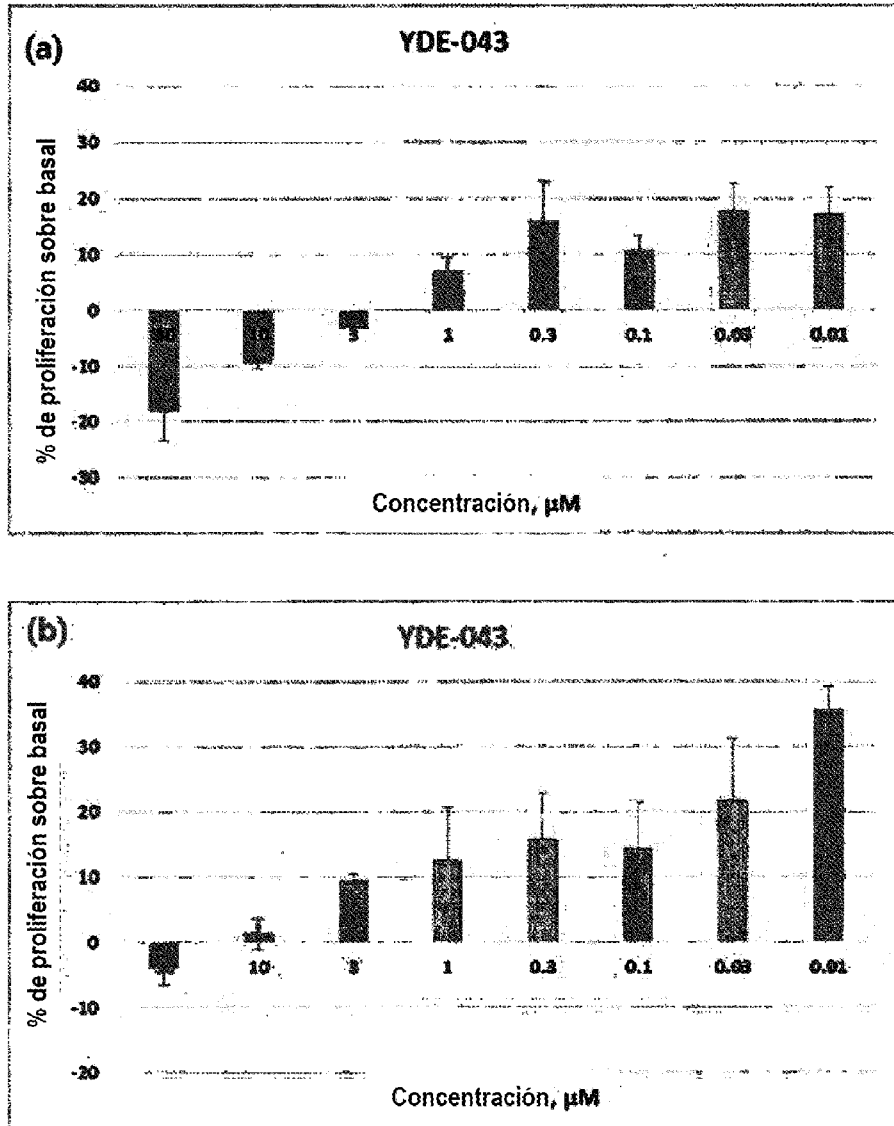 (a)
YDE-043
% de proliferación sobre basal
40
30
20
10
0
-10
-20
-30
10 3 1 0.3 0.1 0.03 0.01
Concentración, μM
(b)
YDE-043
% de proliferación sobre basal
40
30
20
10
0
-10
-20
10 3 1 0.3 0.1 0.03 0.01
Concentración, μM